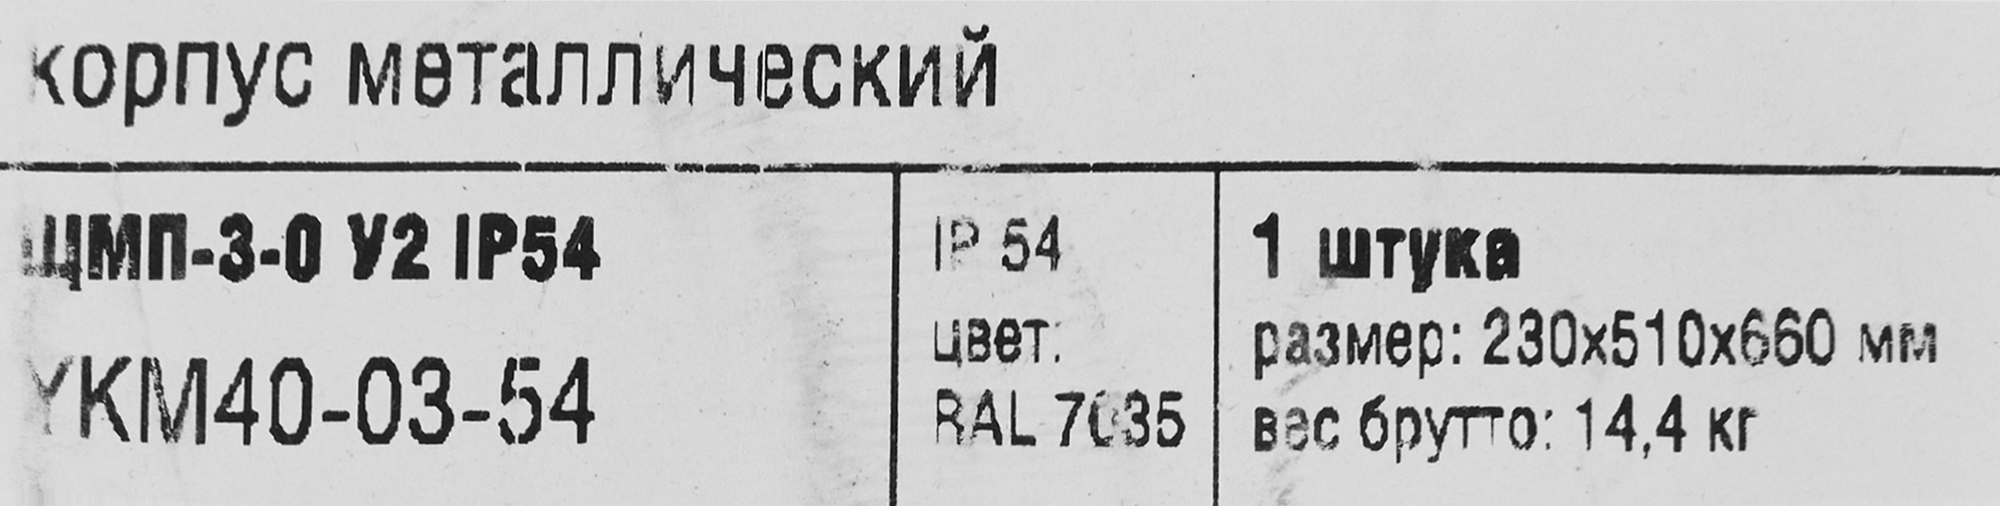 корпус металлический
ЩМП-3-0 У2 IP54
YKM40-03-54
IP 54
цвет:
RAL 7035
1 штука
размер: 230x510x660 мм
вес брутто: 14,4 кг